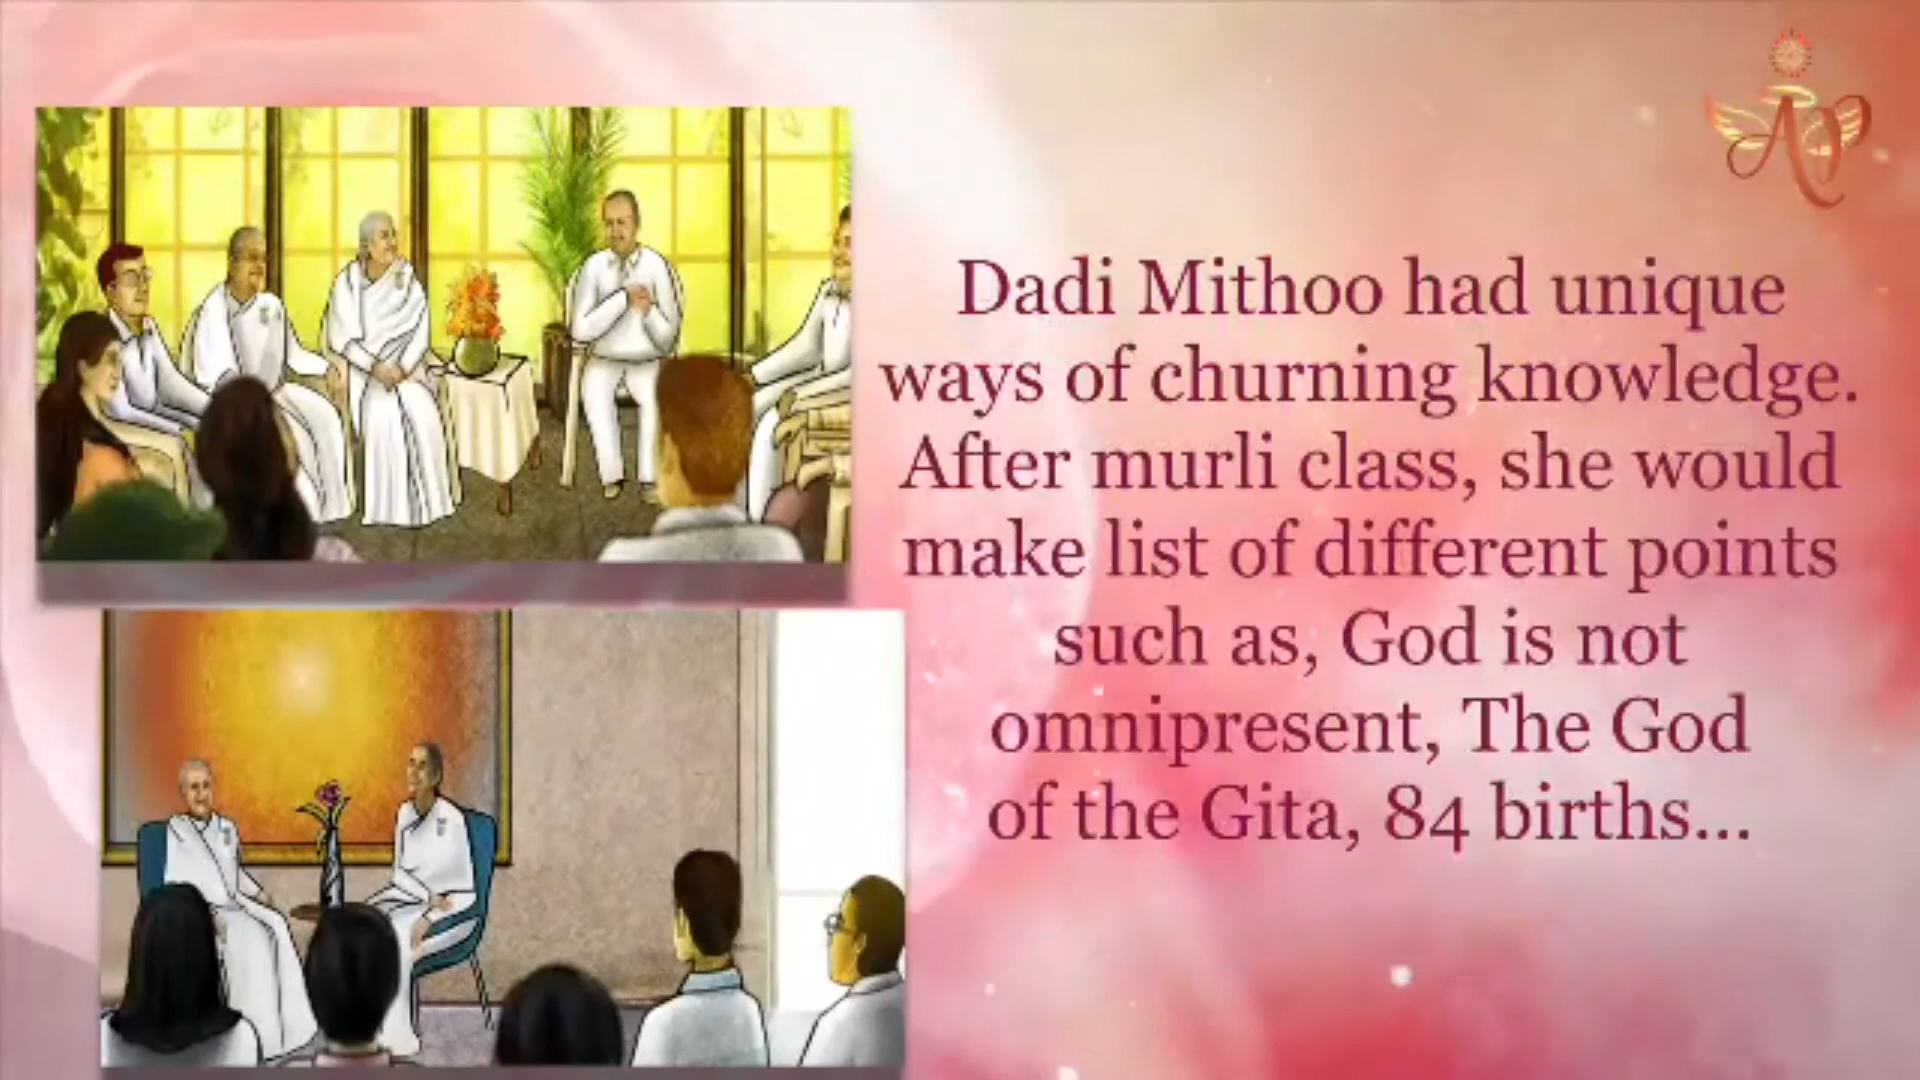 Dadi Mithoo had unique
ways of churning knowledge.
After murli class, she would
make list of different points
such as, God is not
omnipresent, The God
of the Gita, 84 births...